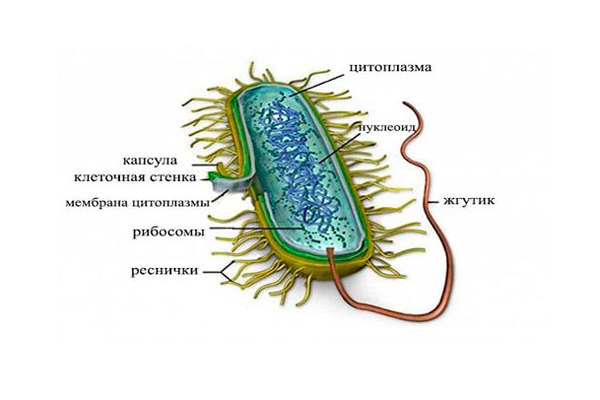 цитоплазма
нуклеоид
капсула
клеточная стенка
мембрана цитоплазмы
жгутик
рибосомы
реснички